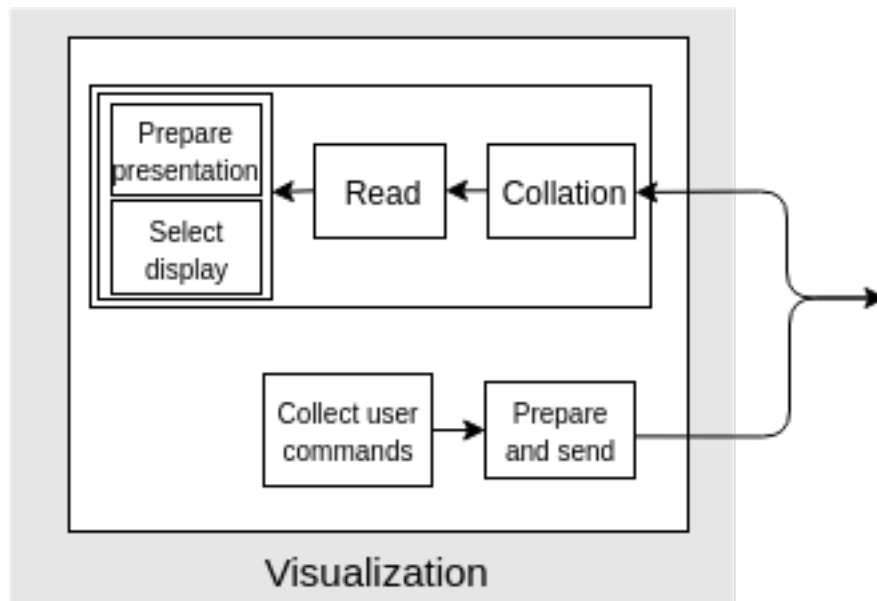 Prepare
presentation
Select
display
Read
Collation
Collect user
commands
Prepare
and send
Visualization